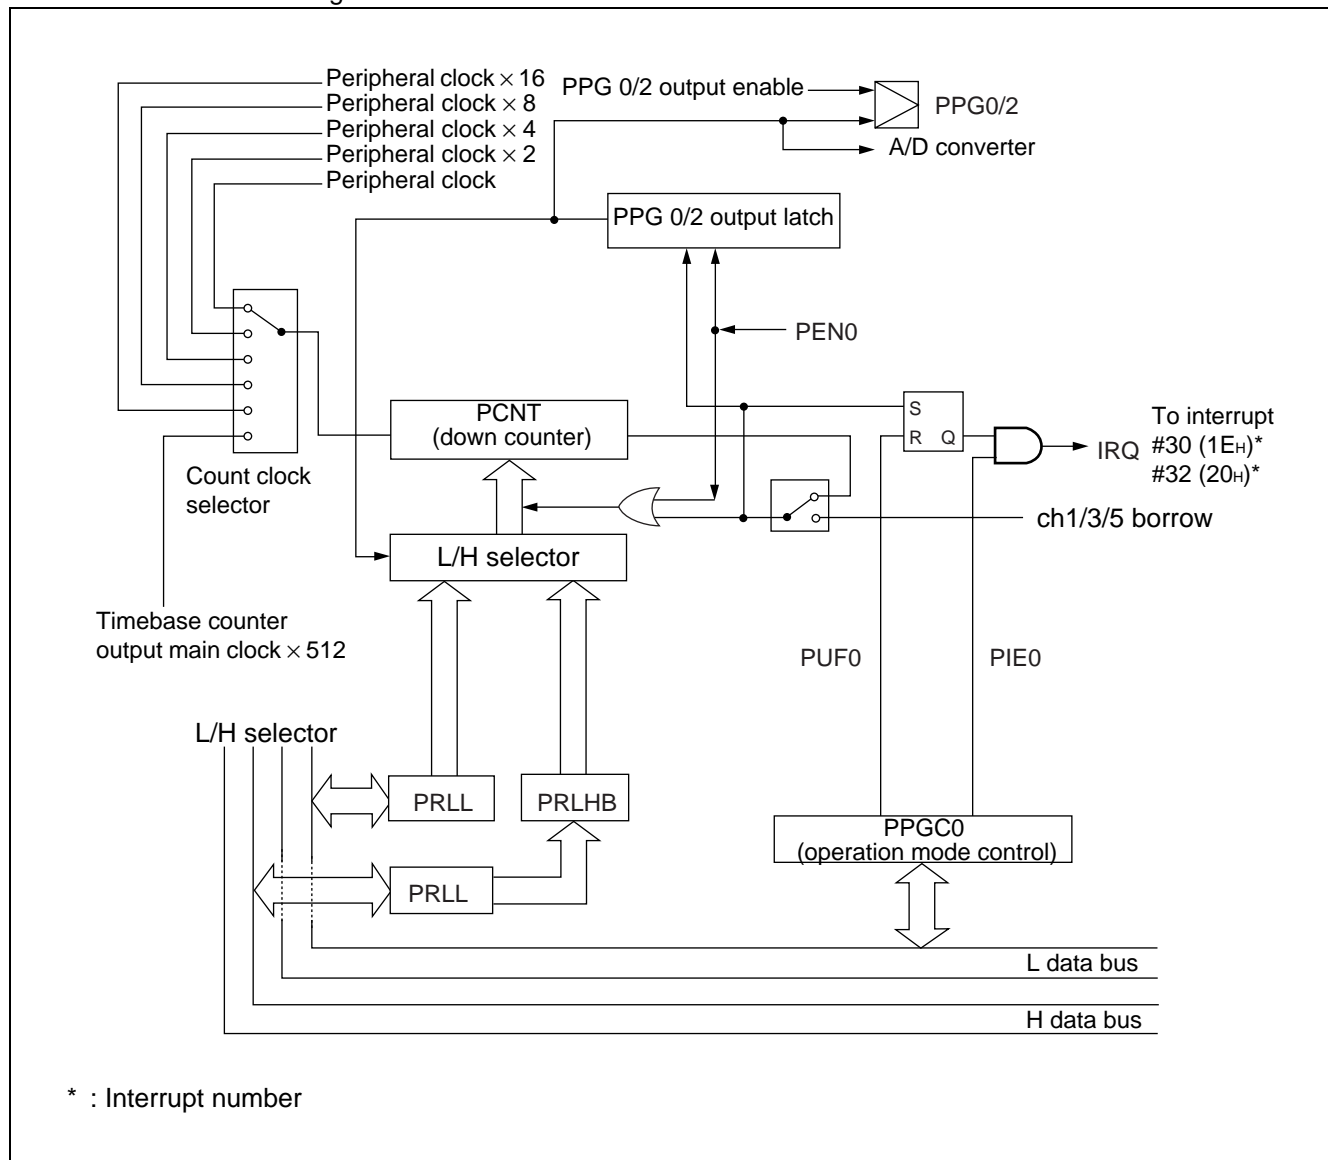 Peripheral clock × 16
Peripheral clock × 8
Peripheral clock × 4
Peripheral clock × 2
Peripheral clock
PPG 0/2 output enable
PPG0/2
A/D converter
PPG 0/2 output latch
PEN0
PCNT
(down counter)
S
R Q
IRQ
To interrupt
#30 (1EH)*
#32 (20H)*
Count clock
selector
ch1/3/5 borrow
L/H selector
Timebase counter
output main clock × 512
PUF0
PIE0
L/H selector
PRLL
PRLHB
PPGC0
(operation mode control)
PRLL
L data bus
H data bus
* : Interrupt number